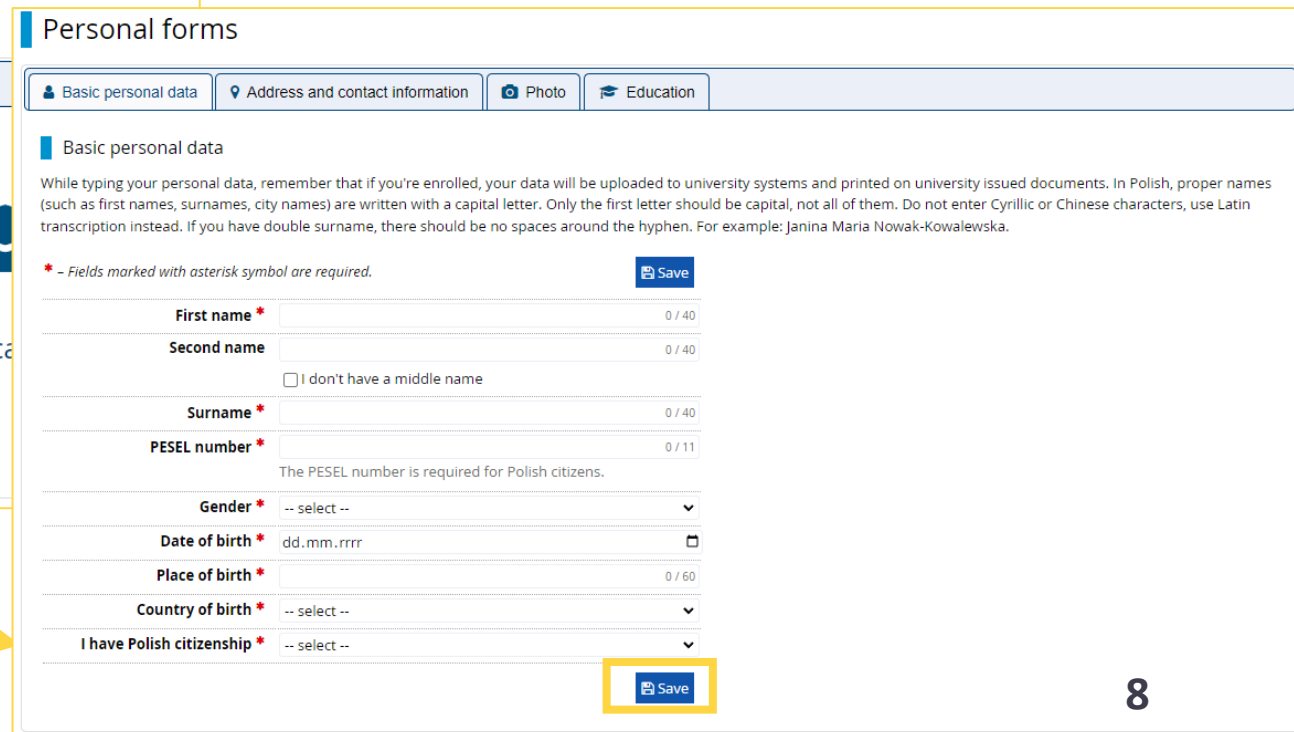 Personal forms
Basic personal data
Address and contact information
Photo
Education
Basic personal data
While typing your personal data, remember that if you're enrolled, your data will be uploaded to university systems and printed on university issued documents. In Polish, proper names
(such as first names, surnames, city names) are written with a capital letter. Only the first letter should be capital, not all of them. Do not enter Cyrillic or Chinese characters, use Latin
transcription instead. If you have double surname, there should be no spaces around the hyphen. For example: Janina Maria Nowak-Kowalewska.
* – Fields marked with asterisk symbol are required.
Save
First name *
0 / 40
Second name
0 / 40
I don't have a middle name
Surname *
0 / 40
PESEL number *
0 / 11
The PESEL number is required for Polish citizens.
Gender *
-- select --
Date of birth *
dd.mm.rrrr
Place of birth *
0 / 60
Country of birth *
-- select --
I have Polish citizenship *
-- select --
Save
8